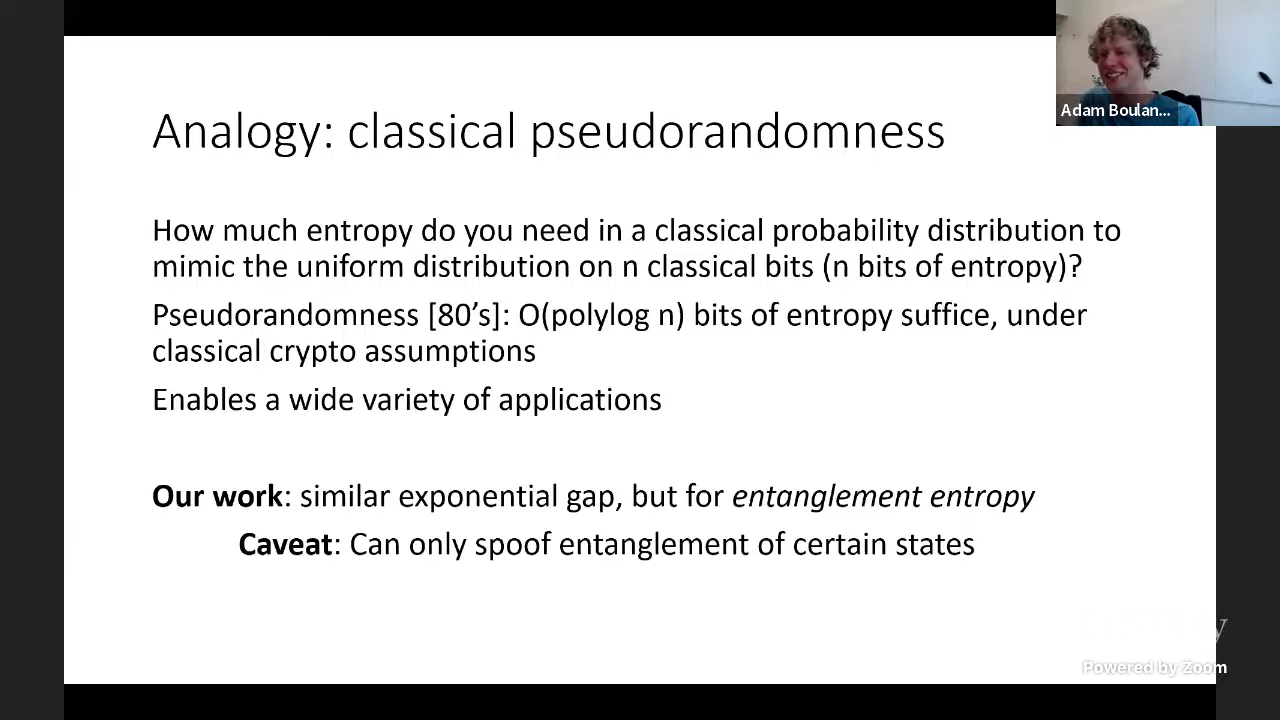 Adam Boulan...
Analogy: classical pseudorandomness
How much entropy do you need in a classical probability distribution to
mimic the uniform distribution on n classical bits (n bits of entropy)?
Pseudorandomness [80’s]: O(polylog n) bits of entropy suffice, under
classical crypto assumptions
Enables a wide variety of applications
Our work: similar exponential gap, but for entanglement entropy
Caveat: Can only spoof entanglement of certain states
Powered by Zoom